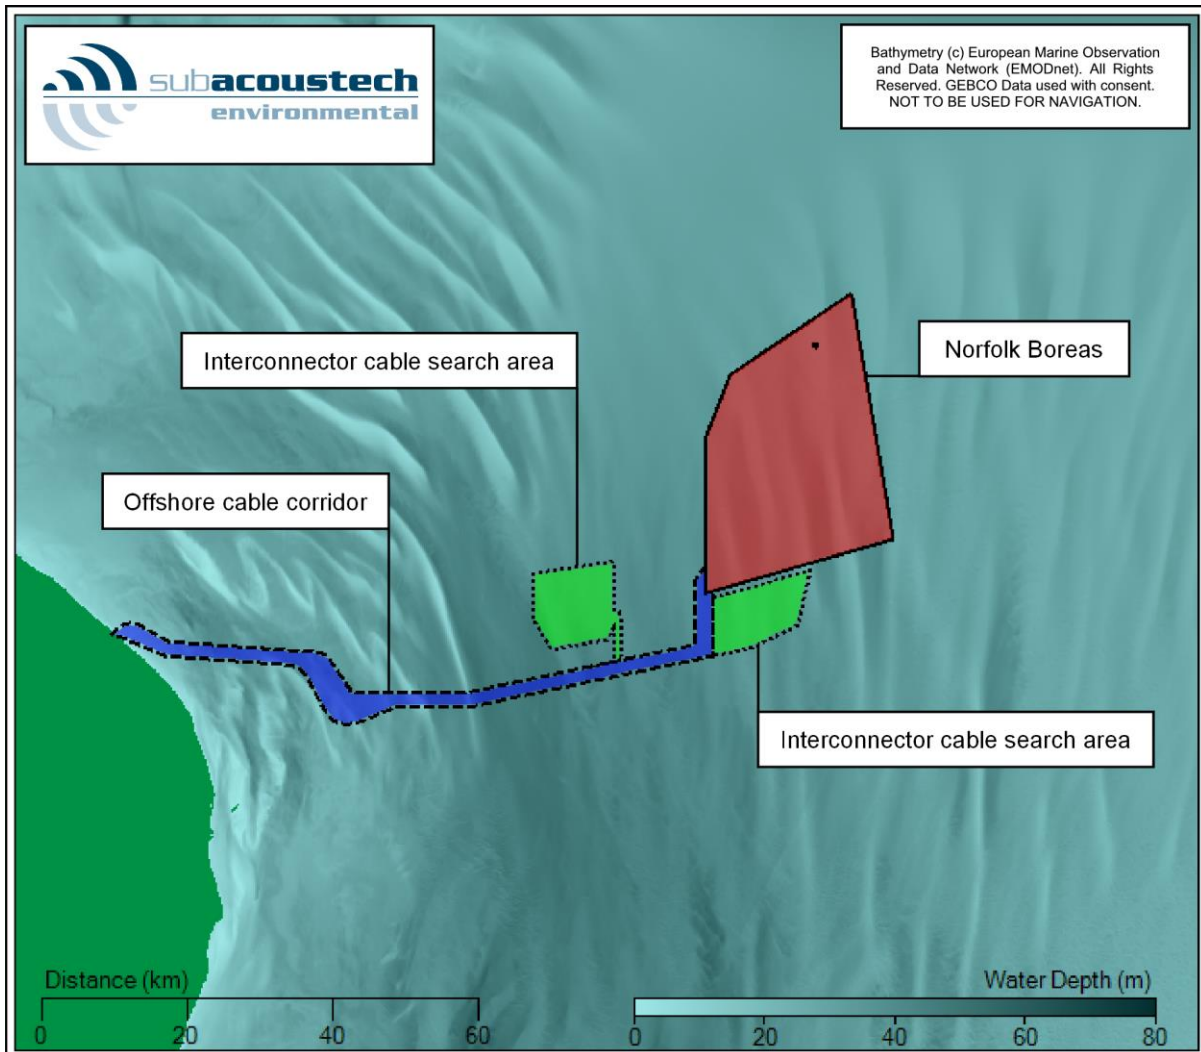 subacoustech
environmental
Bathymetry (c) European Marine Observation
and Data Network (EMODnet). All Rights
Reserved. GEBCO Data used with consent.
NOT TO BE USED FOR NAVIGATION.
Interconnector cable search area
Norfolk Boreas
Offshore cable corridor
Interconnector cable search area
Distance (km)
0 20 40 60
Water Depth (m)
0 20 40 60 80